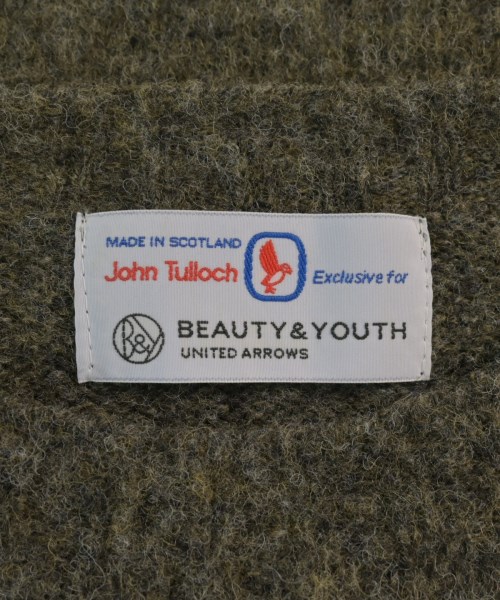 MADE IN SCOTLAND
John Tulloch Exclusive for
B&Y BEAUTY&YOUTH
UNITED ARROWS